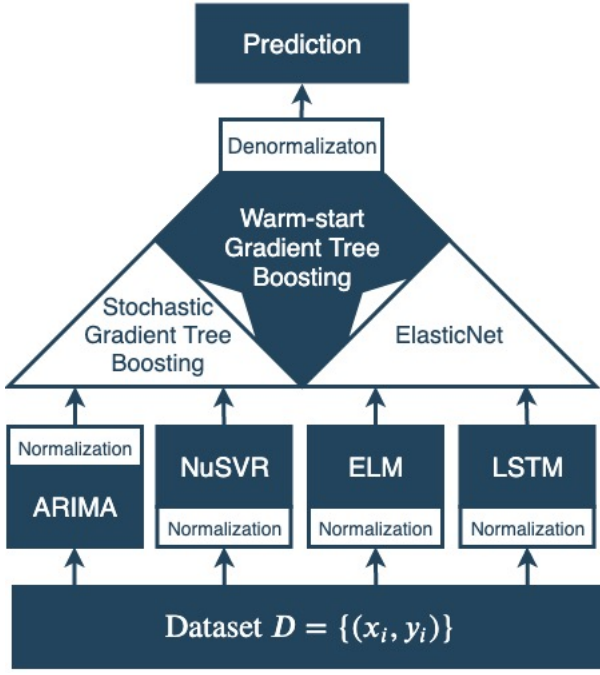 Prediction
Denormalizaton
Warm-start
Gradient Tree
Boosting
Stochastic
Gradient Tree
Boosting
ElasticNet
Normalization
ARIMA
NuSVR
Normalization
ELM
Normalization
LSTM
Normalization
Dataset D = {(xᵢ, yᵢ)}